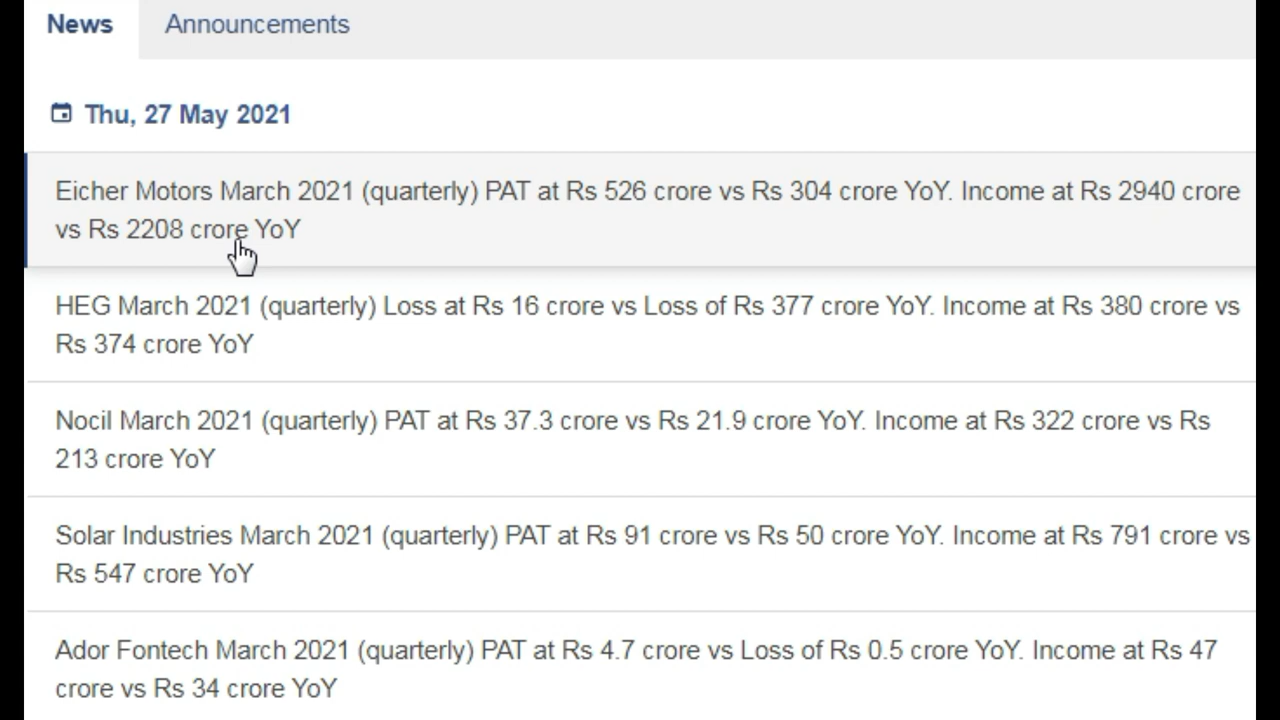 News
Announcements
Thu, 27 May 2021
Eicher Motors March 2021 (quarterly) PAT at Rs 526 crore vs Rs 304 crore YoY. Income at Rs 2940 crore
vs Rs 2208 crore YoY
HEG March 2021 (quarterly) Loss at Rs 16 crore vs Loss of Rs 377 crore YoY. Income at Rs 380 crore vs
Rs 374 crore YoY
Nocil March 2021 (quarterly) PAT at Rs 37.3 crore vs Rs 21.9 crore YoY. Income at Rs 322 crore vs Rs
213 crore YoY
Solar Industries March 2021 (quarterly) PAT at Rs 91 crore vs Rs 50 crore YoY. Income at Rs 791 crore vs
Rs 547 crore YoY
Ador Fontech March 2021 (quarterly) PAT at Rs 4.7 crore vs Loss of Rs 0.5 crore YoY. Income at Rs 47
crore vs Rs 34 crore YoY